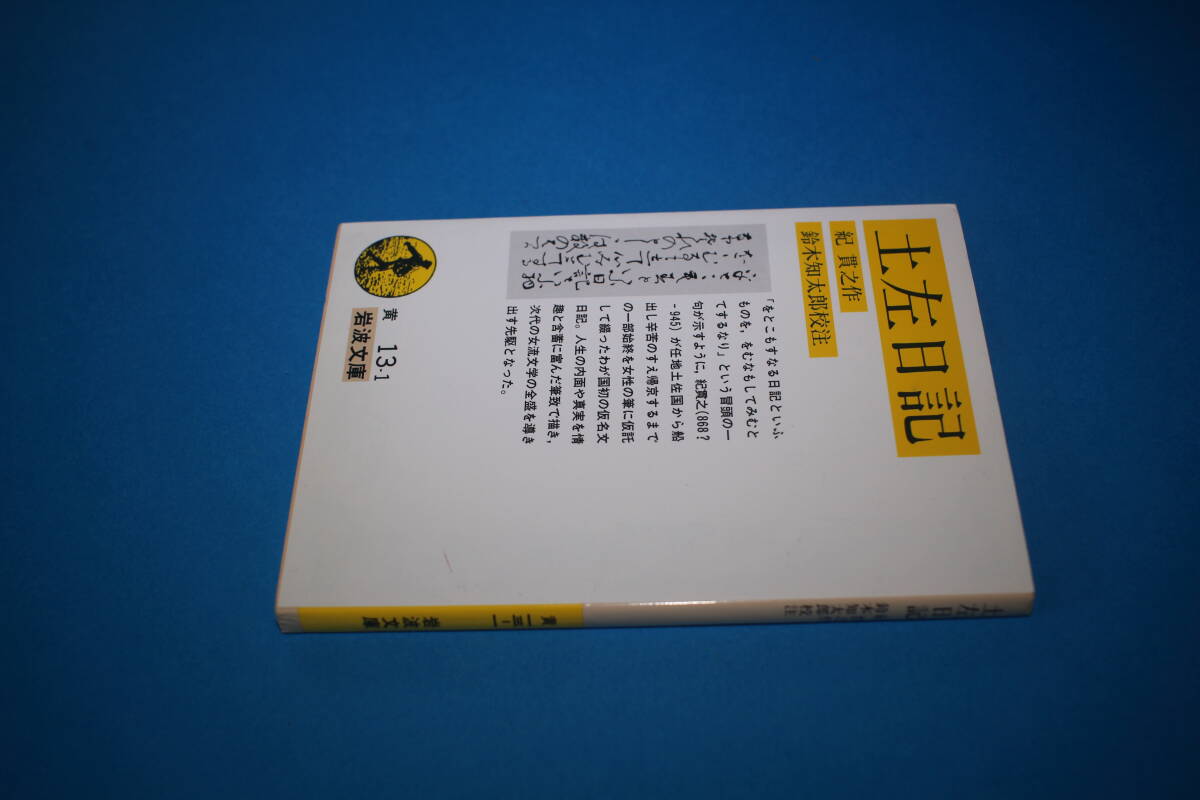 土左日記
紀貫之作
鈴木知太郎校注
「をとこもすなる日記といふ
ものを，をむなもしてみむと
てするなり」という冒頭の一
句が示すように，紀貫之(868?
-945)が任地土佐国から船
出し辛苦のすえ帰京するまで
の一部始終を女性の筆に仮託
して綴ったわが国初の仮名文
日記。人生の内面や真実を情
趣と含蓄に富んだ筆致で描き，
次代の女流文学の全盛を導き
出す先駆となった。
黄 13-1
岩波文庫
土左日記
鈴木知太郎校注
黄一三-一
岩波文庫